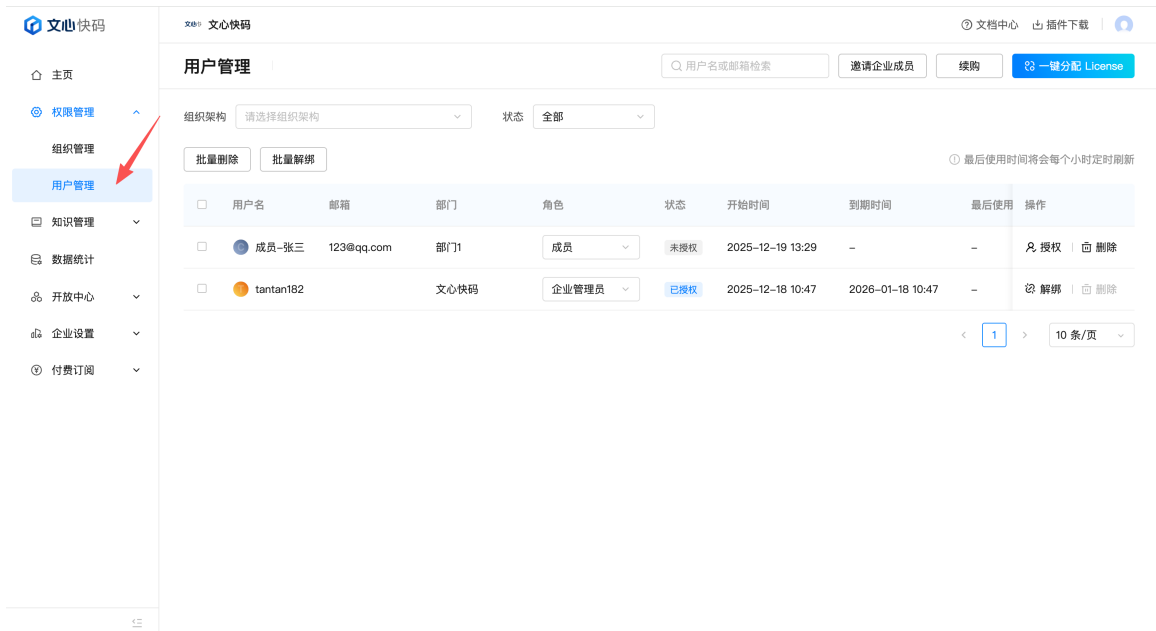 文心快码
文心快码 文档中心 插件下载
用户管理 用户名或邮箱检索 邀请企业成员 续购 一键分配 License
主页
权限管理
组织管理
用户管理
知识管理
数据统计
开放中心
企业设置
付费订阅
组织架构 请选择组织架构 状态 全部
批量删除 批量解绑 最后使用时间将会每个小时定时刷新
用户名 邮箱 部门 角色 状态 开始时间 到期时间 最后使用 操作
成员-张三 123@qq.com 部门1 成员 未授权 2025-12-19 13:29 - - 授权 删除
tantan182 文心快码 企业管理员 已授权 2025-12-18 10:47 2026-01-18 10:47 - 解绑 删除
1 10 条/页